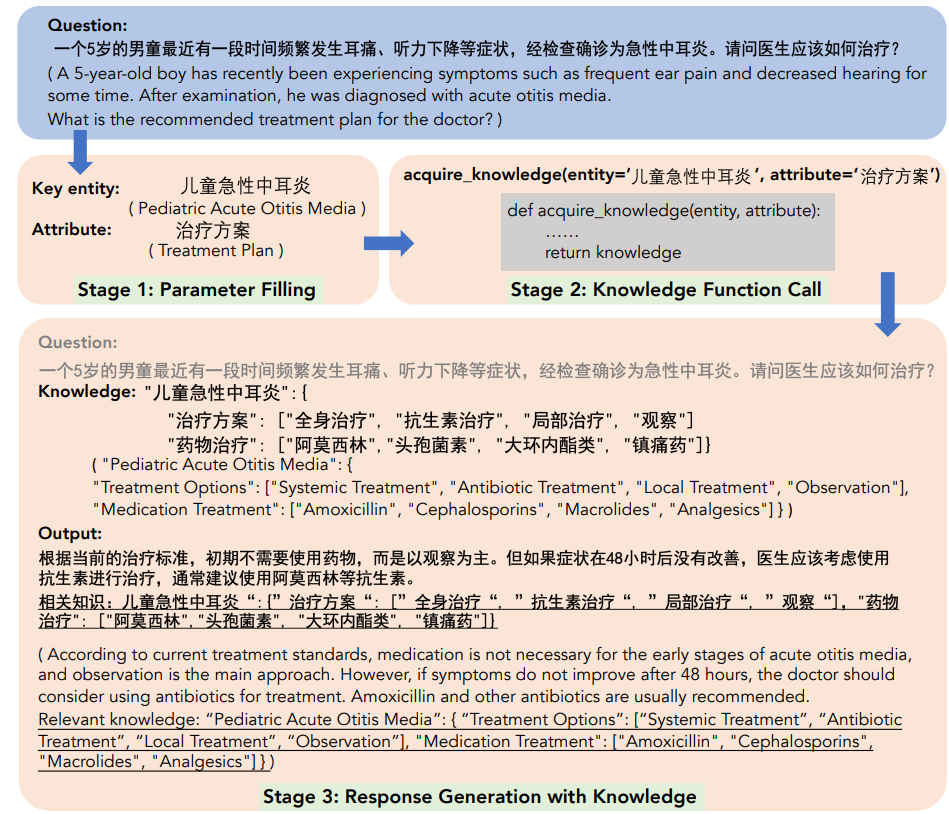 Question:
一个5岁的男童最近有一段时间频繁发生耳痛、听力下降等症状，经检查确诊为急性中耳炎。请问医生应该如何治疗？
( A 5-year-old boy has recently been experiencing symptoms such as frequent ear pain and decreased hearing for
some time. After examination, he was diagnosed with acute otitis media.
What is the recommended treatment plan for the doctor? )
Key entity:
儿童急性中耳炎
( Pediatric Acute Otitis Media )
Attribute:
治疗方案
( Treatment Plan )
Stage 1: Parameter Filling
acquire_knowledge(entity=‘儿童急性中耳炎’, attribute=‘治疗方案’)
def acquire_knowledge(entity, attribute):
……
return knowledge
Stage 2: Knowledge Function Call
Question:
一个5岁的男童最近有一段时间频繁发生耳痛、听力下降等症状，经检查确诊为急性中耳炎。请问医生应该如何治疗？
Knowledge: "儿童急性中耳炎": {
"治疗方案": ["全身治疗", "抗生素治疗", "局部治疗", "观察"]
"药物治疗": ["阿莫西林","头孢菌素", "大环内酯类", "镇痛药"]}
( "Pediatric Acute Otitis Media": {
"Treatment Options": ["Systemic Treatment", "Antibiotic Treatment", "Local Treatment", "Observation"],
"Medication Treatment": ["Amoxicillin", "Cephalosporins", "Macrolides", "Analgesics"] } )
Output:
根据当前的治疗标准，初期不需要使用药物，而是以观察为主。但如果症状在48小时后没有改善，医生应该考虑使用
抗生素进行治疗，通常建议使用阿莫西林等抗生素。
相关知识：儿童急性中耳炎“: {” 治疗方案“: [” 全身治疗“, ” 抗生素治疗“, ” 局部治疗“, ” 观察“], "药物
治疗": ["阿莫西林","头孢菌素", "大环内酯类", "镇痛药"]}
( According to current treatment standards, medication is not necessary for the early stages of acute otitis media,
and observation is the main approach. However, if symptoms do not improve after 48 hours, the doctor should
consider using antibiotics for treatment. Amoxicillin and other antibiotics are usually recommended.
Relevant knowledge: “Pediatric Acute Otitis Media”: { “Treatment Options”: [“Systemic Treatment”, “Antibiotic
Treatment”, “Local Treatment”, “Observation”], "Medication Treatment": ["Amoxicillin", "Cephalosporins",
"Macrolides", "Analgesics"] } )
Stage 3: Response Generation with Knowledge